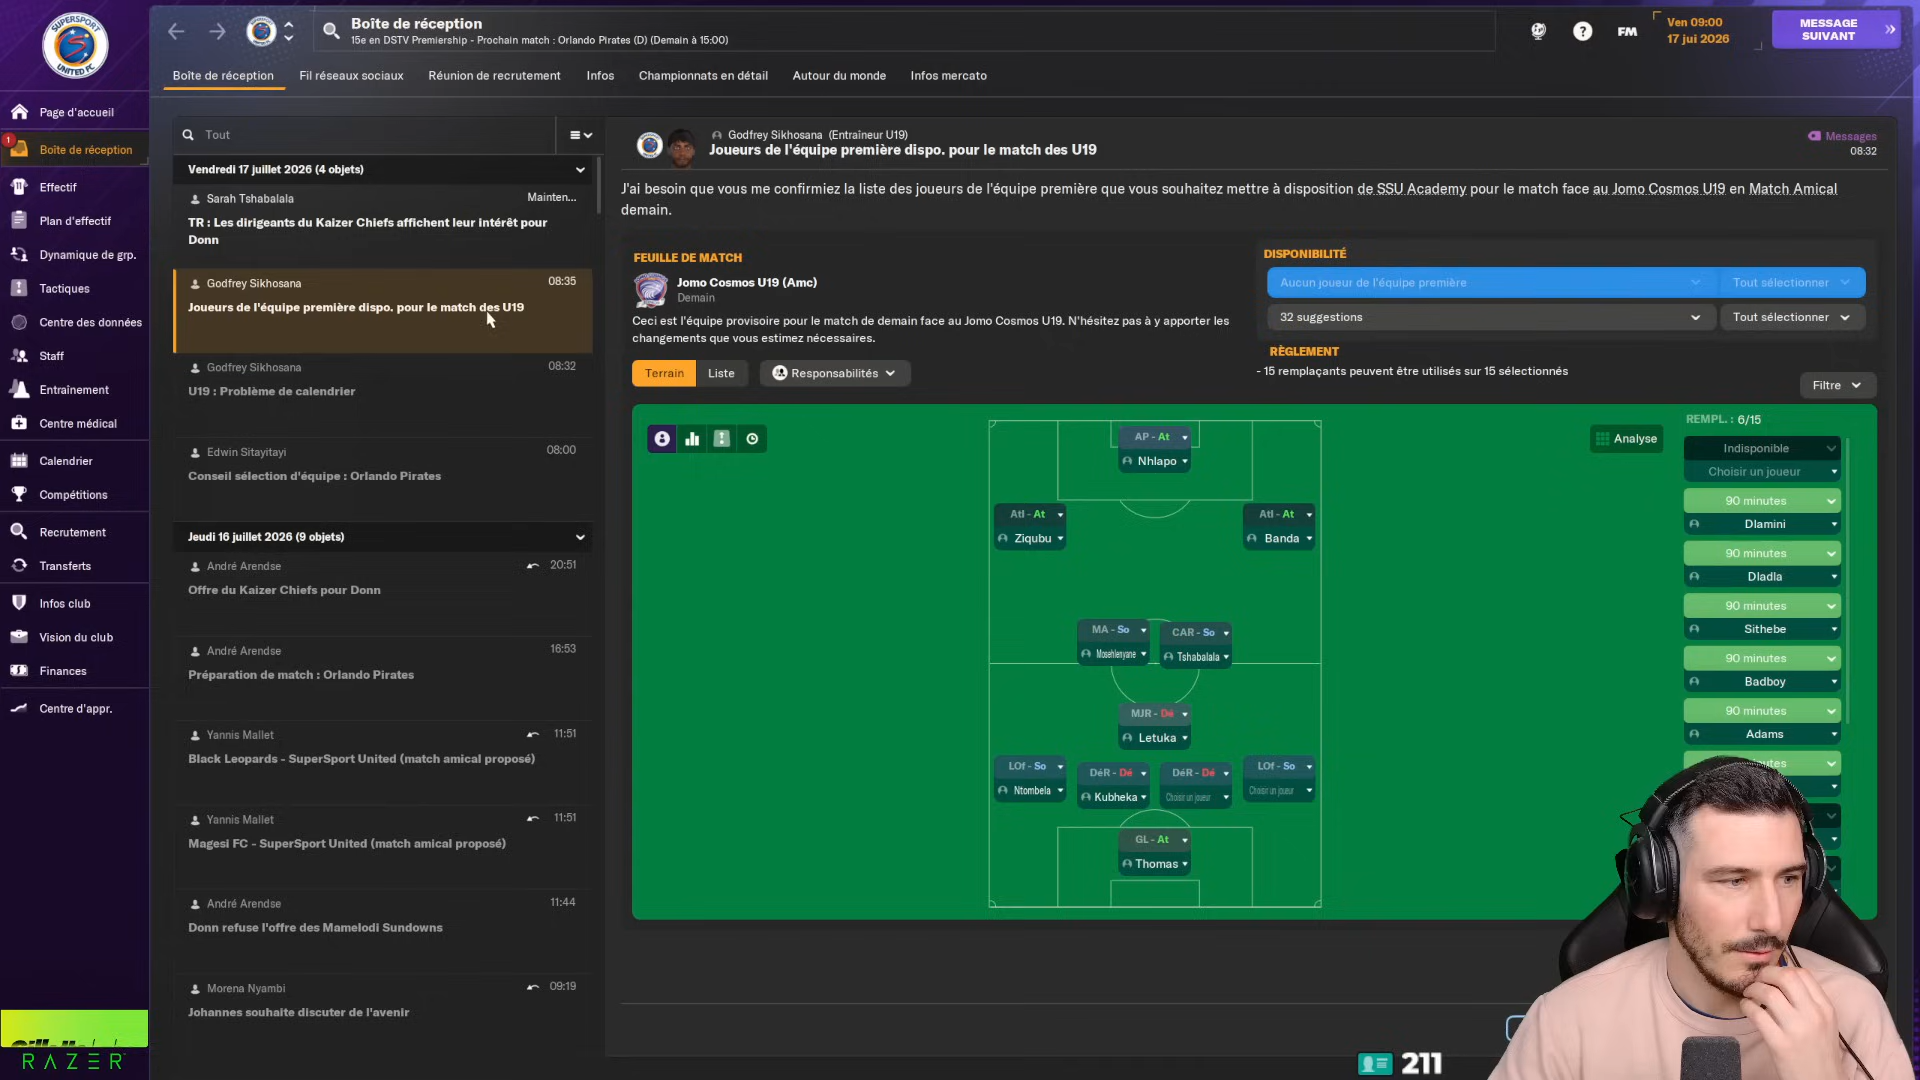 SUPERSPORT
UNITED FC
Boîte de réception
15e en DSTV Premiership - Prochain match : Orlando Pirates (D) (Demain à 15:00)
FM
Ven 09:00
17 jui 2026
MESSAGE
SUIVANT
Boîte de réception
Fil réseaux sociaux
Réunion de recrutement
Infos
Championnats en détail
Autour du monde
Infos mercato
Page d'accueil
1
Boîte de réception
Effectif
Plan d'effectif
Dynamique de grp.
Tactiques
Centre des données
Staff
Entraînement
Centre médical
Calendrier
Compétitions
Recrutement
Transferts
Infos club
Vision du club
Finances
Centre d'appr.
RAZER
Tout
Vendredi 17 juillet 2026 (4 objets)
Sarah Tshabalala
Mainten...
TR : Les dirigeants du Kaizer Chiefs affichent leur intérêt pour
Donn
Godfrey Sikhosana
08:35
Joueurs de l'équipe première dispo. pour le match des U19
Godfrey Sikhosana
08:32
U19 : Problème de calendrier
Edwin Sitayitayi
08:00
Conseil sélection d'équipe : Orlando Pirates
Jeudi 16 juillet 2026 (9 objets)
André Arendse
20:51
Offre du Kaizer Chiefs pour Donn
André Arendse
16:53
Préparation de match : Orlando Pirates
Yannis Mallet
11:51
Black Leopards - SuperSport United (match amical proposé)
Yannis Mallet
11:51
Magesi FC - SuperSport United (match amical proposé)
André Arendse
11:44
Donn refuse l'offre des Mamelodi Sundowns
Morena Nyambi
09:19
Johannes souhaite discuter de l'avenir
Godfrey Sikhosana (Entraîneur U19)
Joueurs de l'équipe première dispo. pour le match des U19
Messages
08:32
J'ai besoin que vous me confirmiez la liste des joueurs de l'équipe première que vous souhaitez mettre à disposition de SSU Academy pour le match face au Jomo Cosmos U19 en Match Amical
demain.
FEUILLE DE MATCH
Jomo Cosmos U19 (Amc)
Demain
Ceci est l'équipe provisoire pour le match de demain face au Jomo Cosmos U19. N'hésitez pas à y apporter les
changements que vous estimez nécessaires.
DISPONIBILITÉ
Aucun joueur de l'équipe première
Tout sélectionner
32 suggestions
Tout sélectionner
RÈGLEMENT
- 15 remplaçants peuvent être utilisés sur 15 sélectionnés
Terrain
Liste
Responsabilités
Filtre
Analyse
AP - At
Nhlapo
Atl - At
Ziqubu
Atl - At
Banda
MA - So
Mosehlenyane
CAR - So
Tshabalala
MJR - Dé
Letuka
LOf - So
Ntombela
DéR - Dé
Kubheka
DéR - Dé
Choisir un joueur
LOf - So
Choisir un joueur
GL - At
Thomas
REMPL. : 6/15
Indisponible
Choisir un joueur
90 minutes
Dlamini
90 minutes
Dladla
90 minutes
Sithebe
90 minutes
Badboy
90 minutes
Adams
211